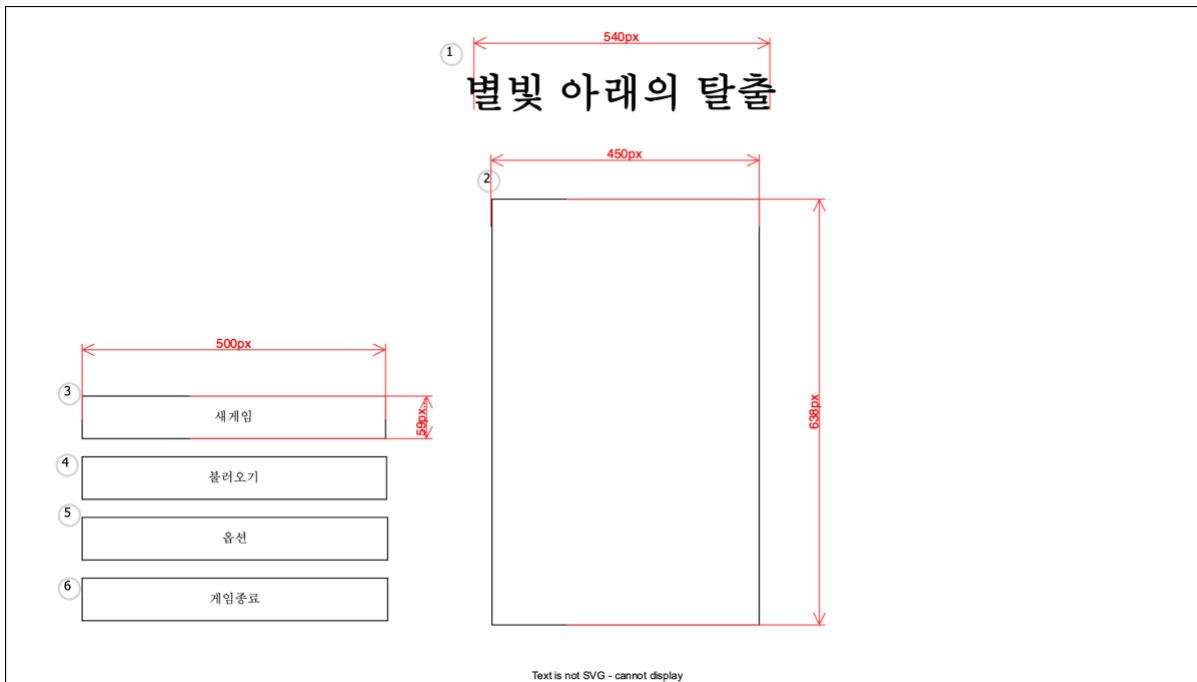 540px
1
별빛 아래의 탈출
450px
2
500px
3
새게임
59px...
638px
4
불러오기
5
옵션
6
게임종료
Text is not SVG - cannot display